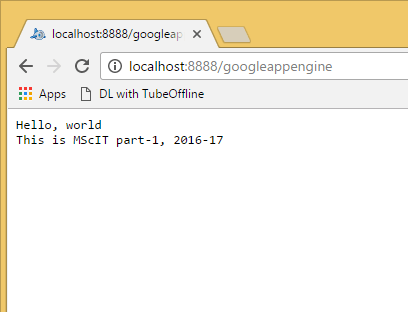 localhost:8888/googleap
localhost:8888/googleappengine
Apps DL with TubeOffline
Hello, world
This is MScIT part-1, 2016-17